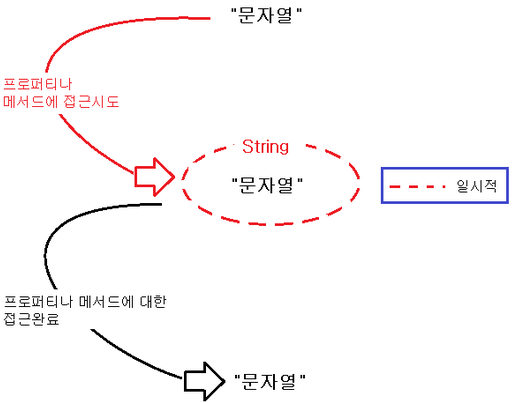 "문자열"
프로퍼티나
메서드에 접근시도
String
"문자열"
일시적
프로퍼티나 메서드에 대한
접근완료
"문자열"